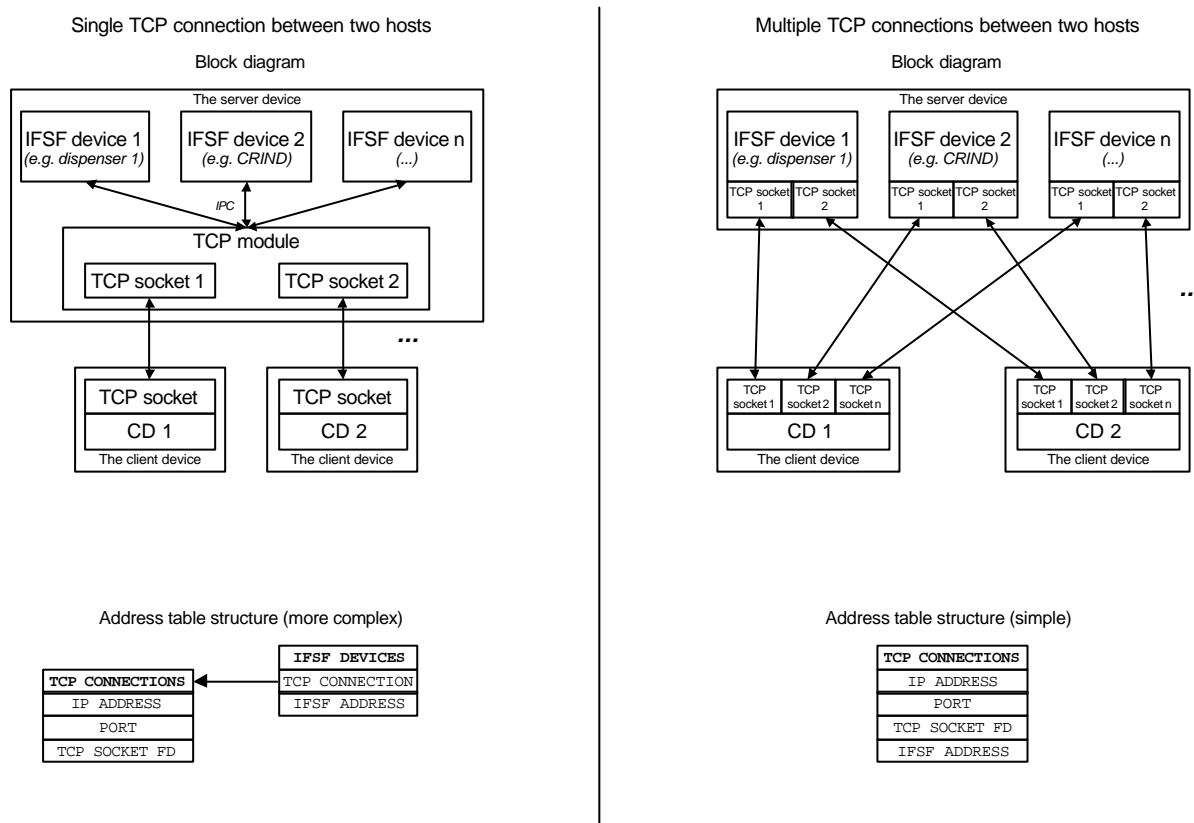 Single TCP connection between two hosts
Block diagram
The server device
IFSF device 1
(e.g. dispenser 1)
IFSF device 2
(e.g. CRIND)
IFSF device n
(...)
IPC
TCP module
TCP socket 1
TCP socket 2
...
TCP socket
CD 1
The client device
TCP socket
CD 2
The client device
Address table structure (more complex)
IFSF DEVICES
TCP CONNECTION
IFSF ADDRESS
TCP CONNECTIONS
IP ADDRESS
PORT
TCP SOCKET FD
Multiple TCP connections between two hosts
Block diagram
The server device
IFSF device 1
(e.g. dispenser 1)
TCP socket
1
TCP socket
2
IFSF device 2
(e.g. CRIND)
TCP socket
1
TCP socket
2
IFSF device n
(...)
TCP socket
1
TCP socket
2
..
TCP
socket 1
TCP
socket 2
TCP
socket n
CD 1
The client device
TCP
socket 1
TCP
socket 2
TCP
socket n
CD 2
The client device
Address table structure (simple)
TCP CONNECTIONS
IP ADDRESS
PORT
TCP SOCKET FD
IFSF ADDRESS